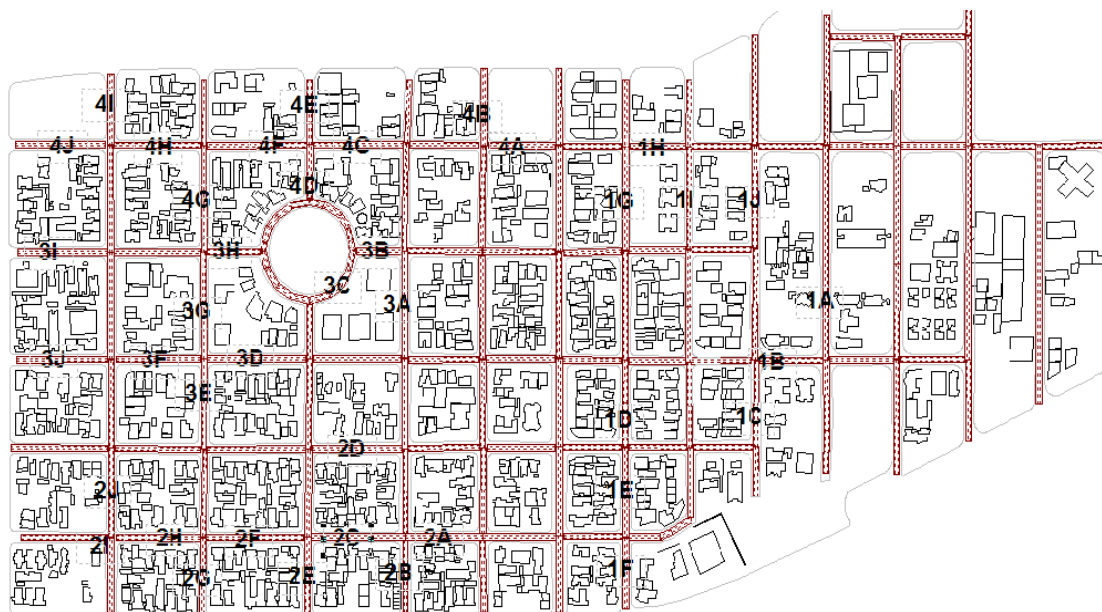 4I 4E 4B
4J 4H 4F 4C 4A 1H
4G 4D 1G 1I 1J
3I 3H 3B
3C
3G 3A 1A
3J 3F 3D 1B
3E
1D 1C
2D
2J 1E
2I 2H 2F 2C 2A
2G 2E 2B 1F